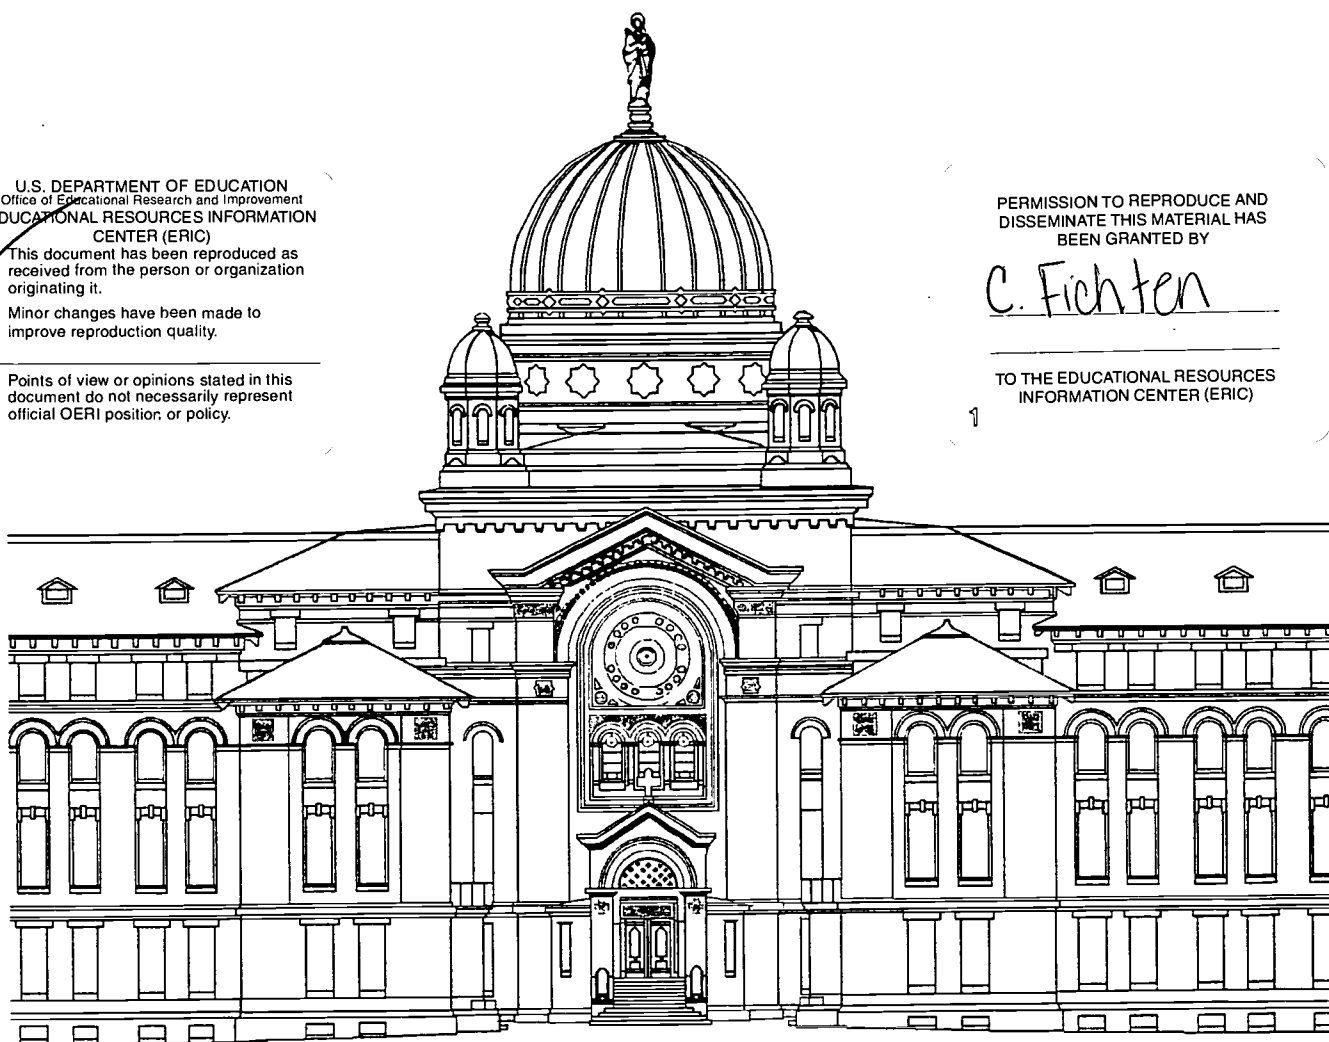 U.S. DEPARTMENT OF EDUCATION
Office of Educational Research and Improvement
DUCATIONAL RESOURCES INFORMATION
CENTER (ERIC)
This document has been reproduced as
received from the person or organization
originating it.
Minor changes have been made to
improve reproduction quality.
Points of view or opinions stated in this
document do not necessarily represent
official OERI position or policy.
PERMISSION TO REPRODUCE AND
DISSEMINATE THIS MATERIAL HAS
BEEN GRANTED BY
C. Fichten
TO THE EDUCATIONAL RESOURCES
INFORMATION CENTER (ERIC)
1